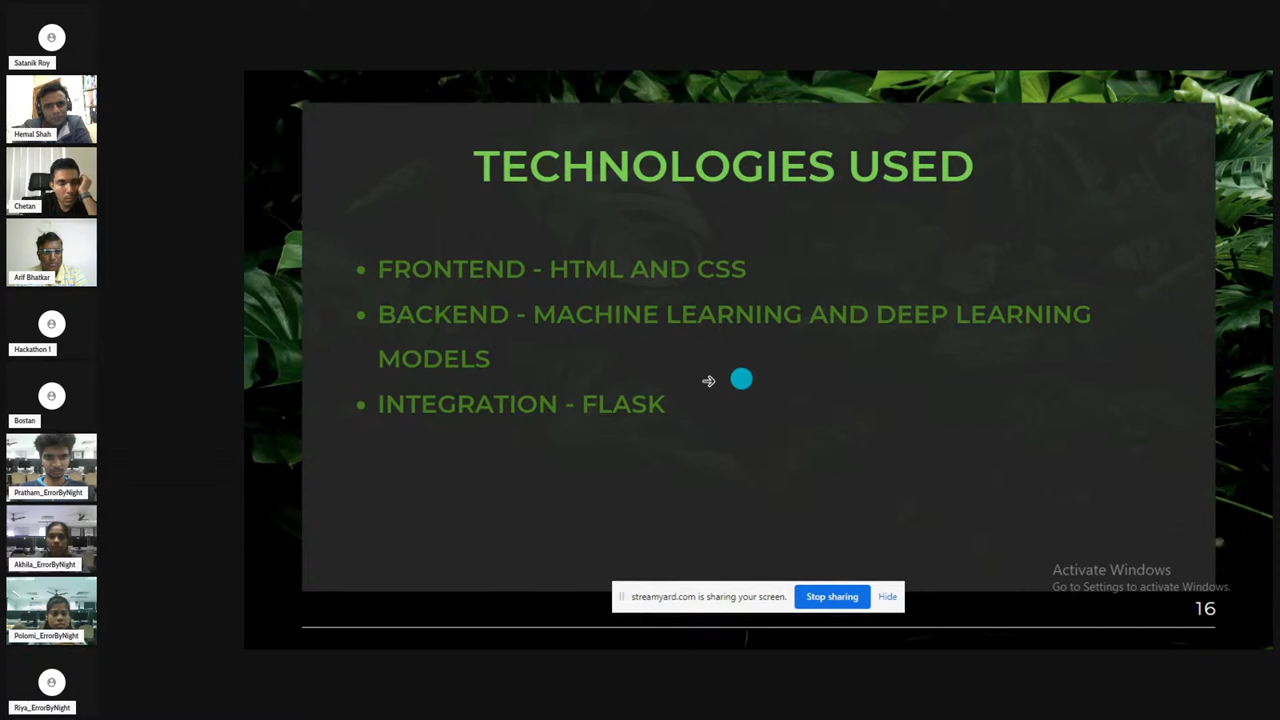 Satanik Roy
Hemal Shah
Chetan
Arif Bhatkar
Hackathon 1
Bostan
Pratham_ErrorByNight
Akhila_ErrorByNight
Polomi_ErrorByNight
Riya_ErrorByNight
TECHNOLOGIES USED
• FRONTEND - HTML AND CSS
• BACKEND - MACHINE LEARNING AND DEEP LEARNING
MODELS
• INTEGRATION - FLASK
Activate Windows
Go to Settings to activate Windows.
streamyard.com is sharing your screen. Stop sharing Hide
16